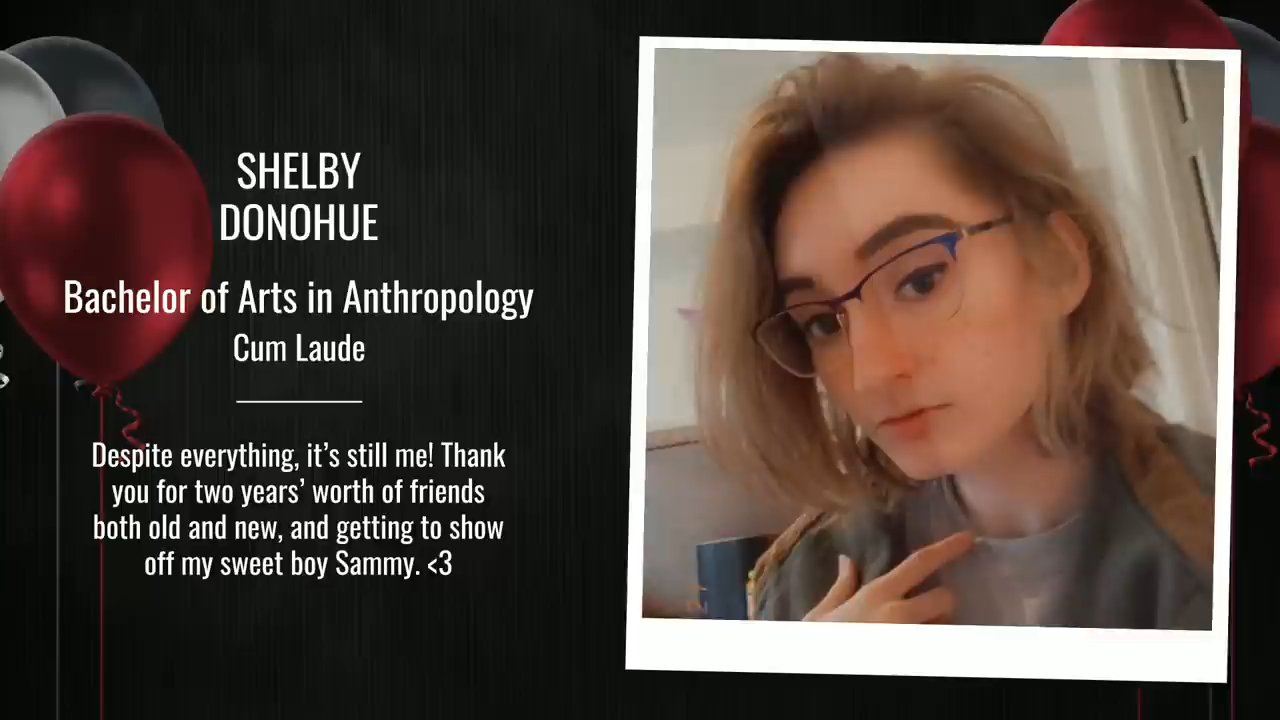 SHELBY
DONOHUE
Bachelor of Arts in Anthropology
Cum Laude
Despite everything, it’s still me! Thank
you for two years’ worth of friends
both old and new, and getting to show
off my sweet boy Sammy. <3